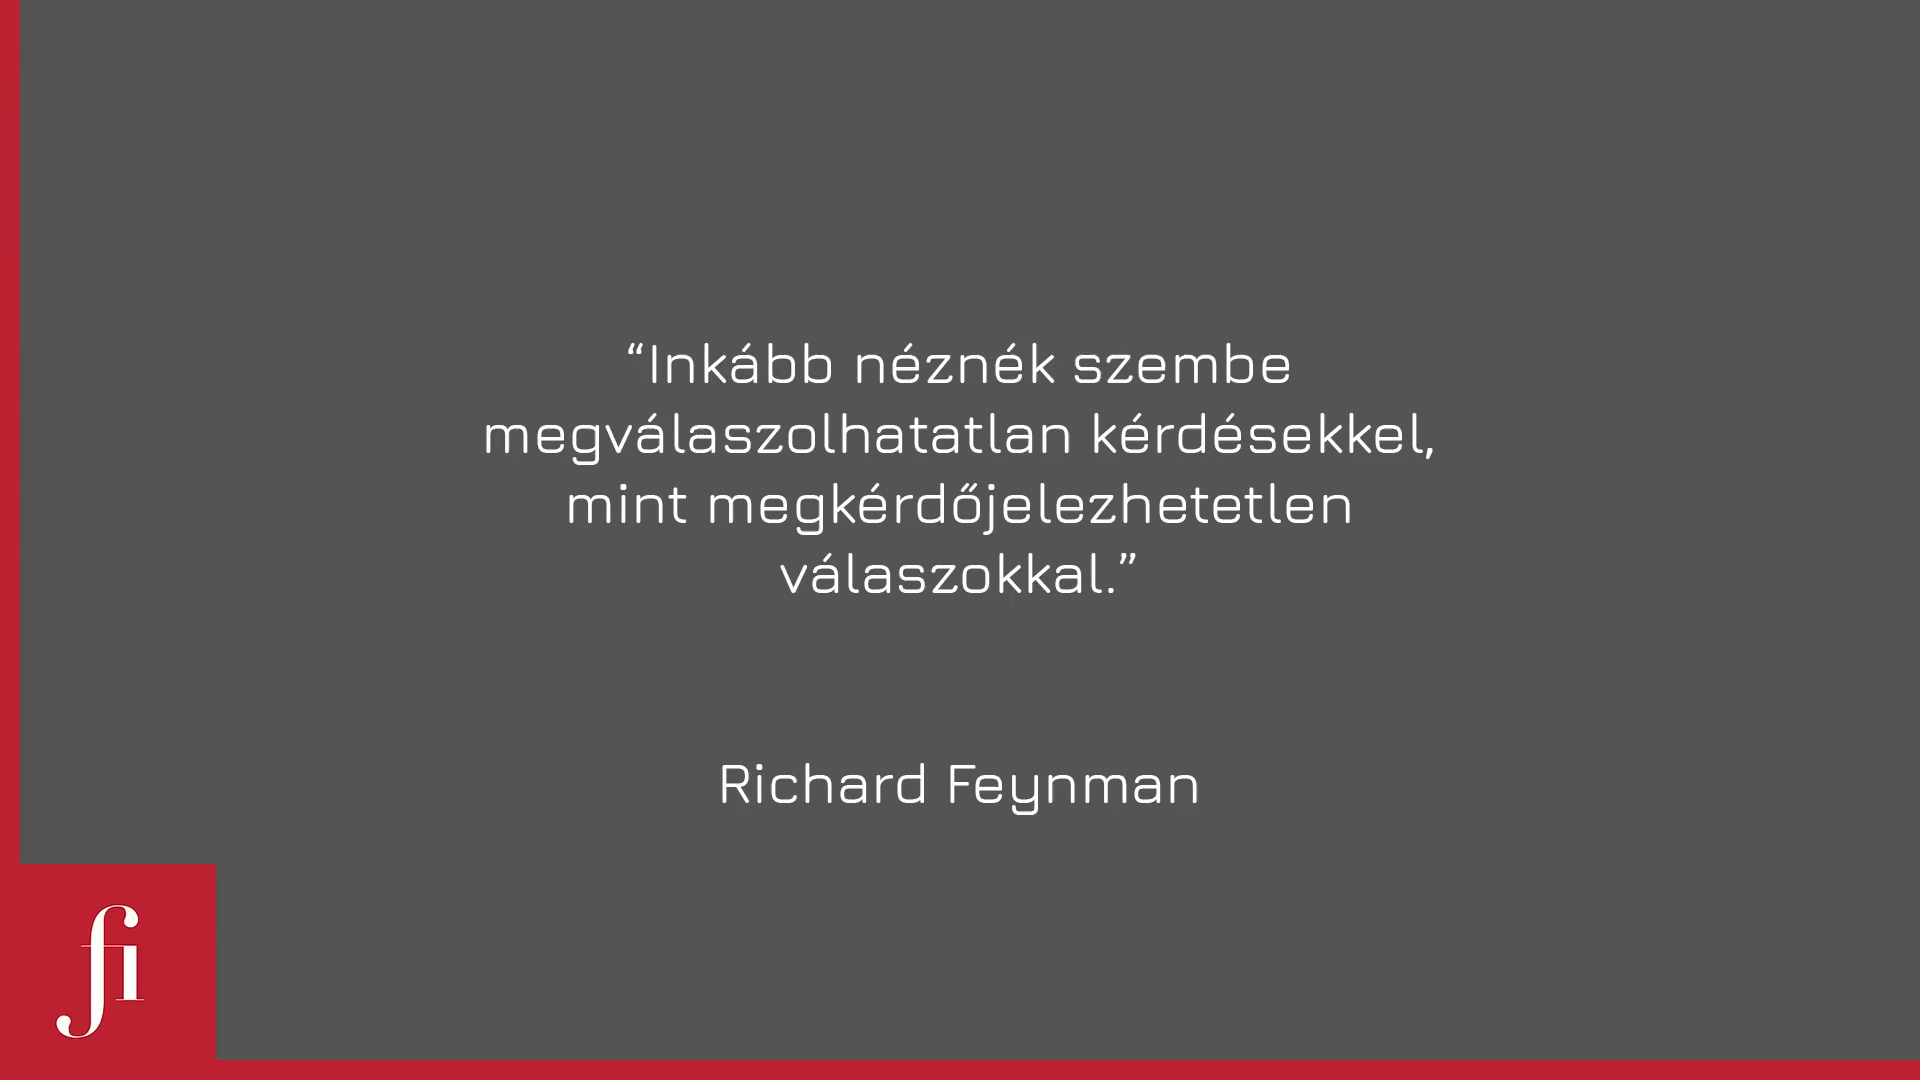 “Inkább néznék szembe
megválaszolhatatlan kérdésekkel,
mint megkérdőjelezhetetlen
válaszokkal.”
Richard Feynman
fi